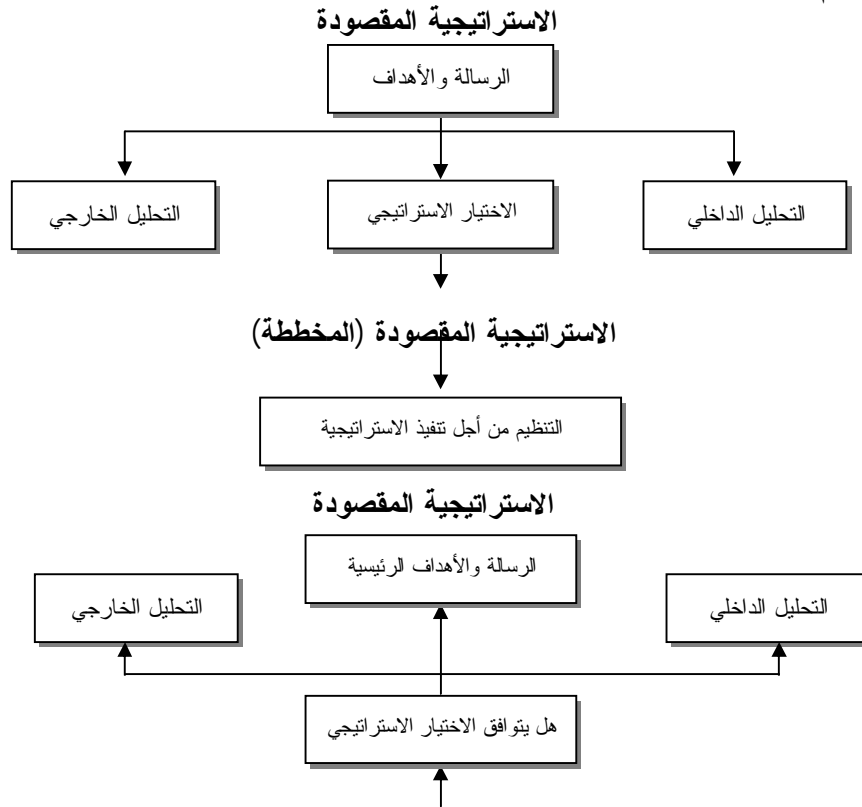 الاستراتيجية المقصودة
الرسالة والأهداف
التحليل الداخلي
الاختيار الاستراتيجي
التحليل الخارجي
الاستراتيجية المقصودة (المخططة)
التنظيم من أجل تنفيذ الاستراتيجية
الاستراتيجية المقصودة
الرسالة والأهداف الرئيسية
التحليل الداخلي
التحليل الخارجي
هل يتوافق الاختيار الاستراتيجي